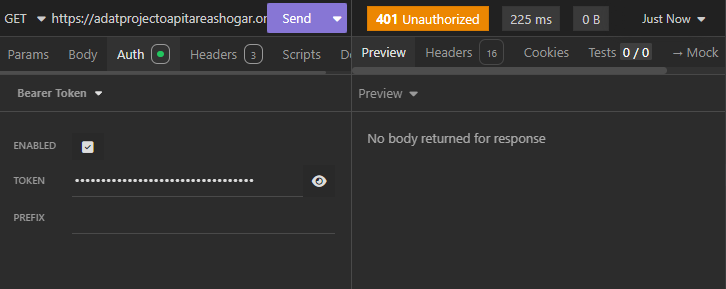 GET https://adatprojectoapitareashogar.or Send
401 Unauthorized 225 ms 0 B Just Now
Params Body Auth Headers 3 Scripts
Preview Headers 16 Cookies Tests 0 / 0 → Mock
Bearer Token
Preview
ENABLED
No body returned for response
TOKEN ••••••••••••••••••••••••••••••••••
PREFIX